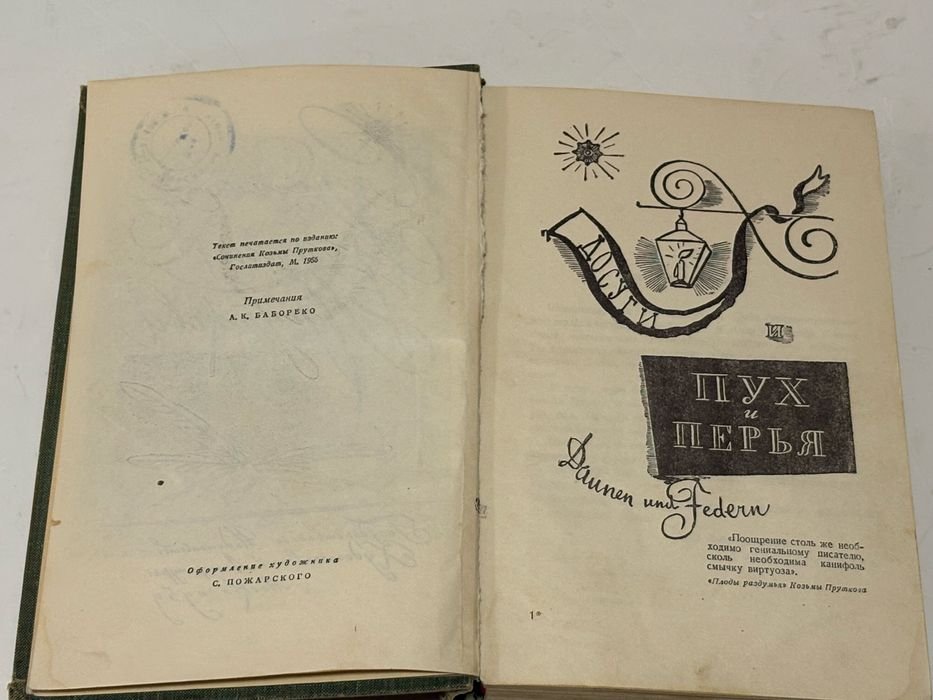 Текст печатается по изданию:
«Сочинения Козьмы Пруткова»,
Гослитиздат, М. 1955
Примечания
А. К. БАБОРЕКО
Оформление художника
С. ПОЖАРСКОГО
ДОСУГИ
И
ПУХ
и
ПЕРЬЯ
Daunen und Federn
«Поощрение столь же необ-
ходимо гениальному писателю,
сколь необходима канифоль
смычку виртуоза».
«Плоды раздумья» Козьмы Пруткова
1*